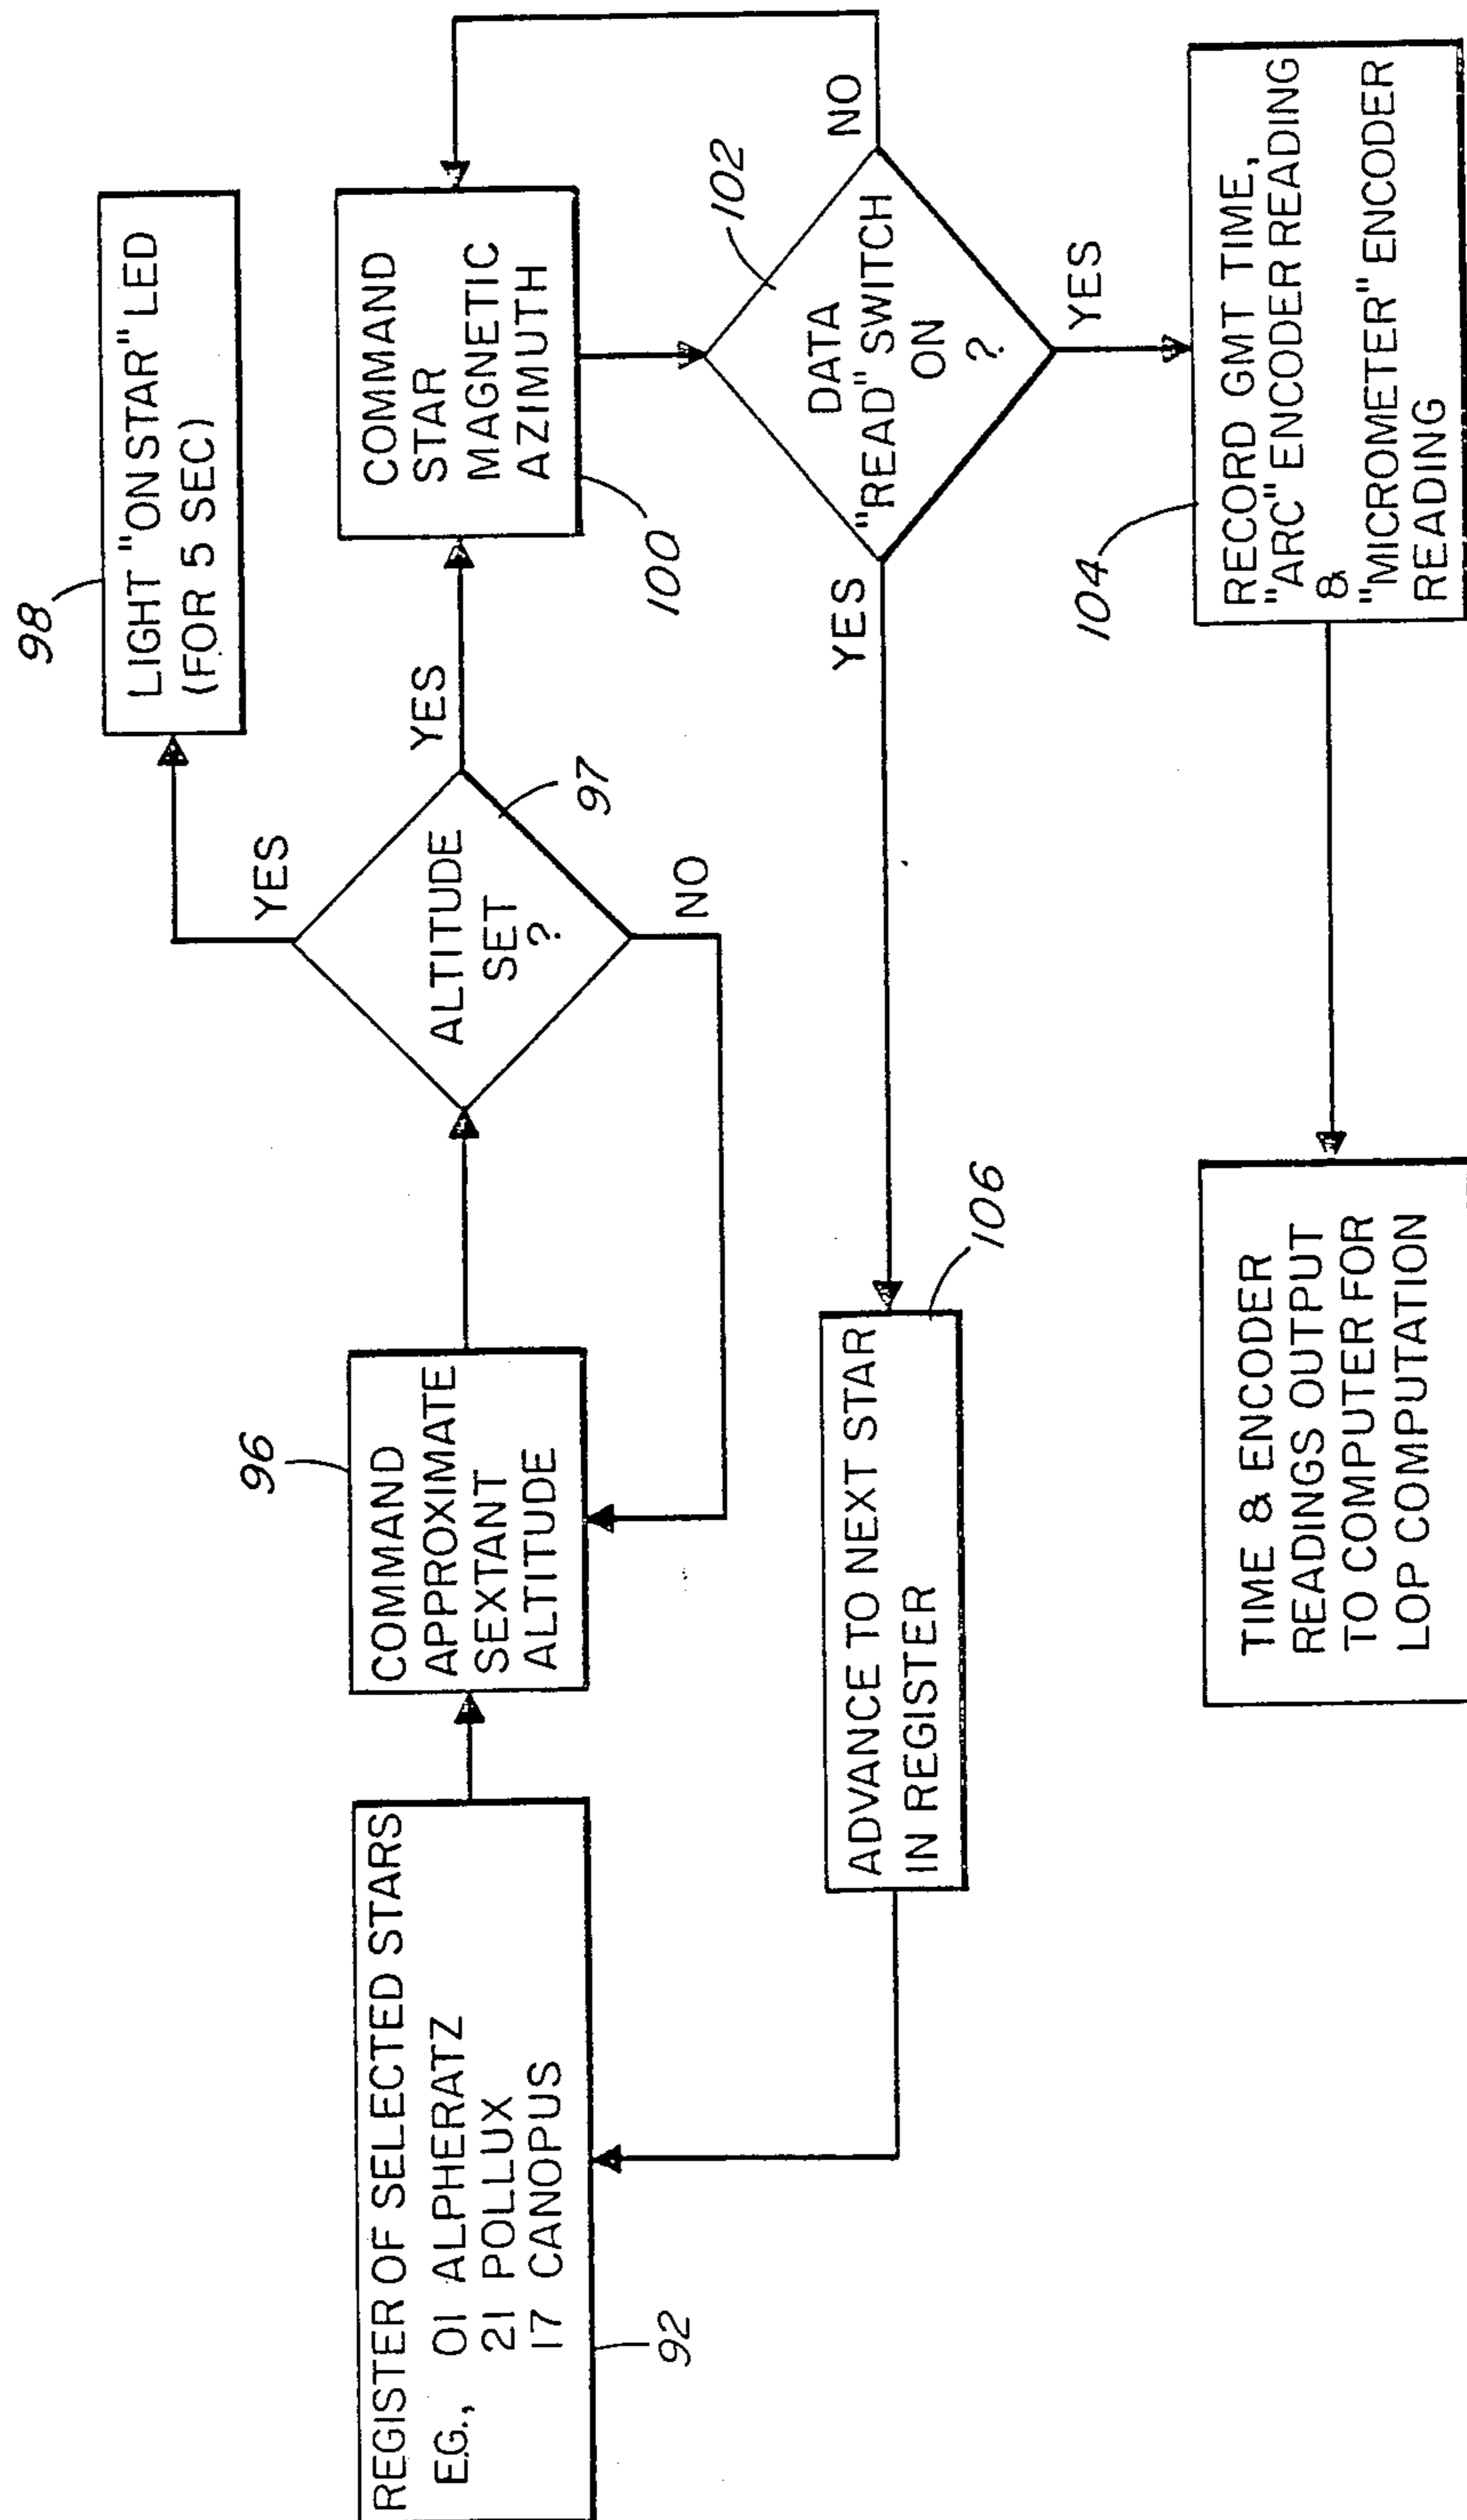 REGISTER OF SELECTED STARS
E.G., 01 ALPHERATZ
21 POLLUX
17 CANOPUS
92
COMMAND
APPROXIMATE
SEXTANT
ALTITUDE
96
ALTITUDE
SET
?
97
YES
YES
NO
LIGHT "ON STAR" LED
(FOR 5 SEC)
98
COMMAND
STAR
MAGNETIC
AZIMUTH
100
DATA
"READ" SWITCH
ON
?
102
NO
YES
YES
ADVANCE TO NEXT STAR
IN REGISTER
106
RECORD GMT TIME,
"ARC" ENCODER READING
&
"MICROMETER" ENCODER
READING
104
TIME & ENCODER
READINGS OUTPUT
TO COMPUTER FOR
LOP COMPUTATION